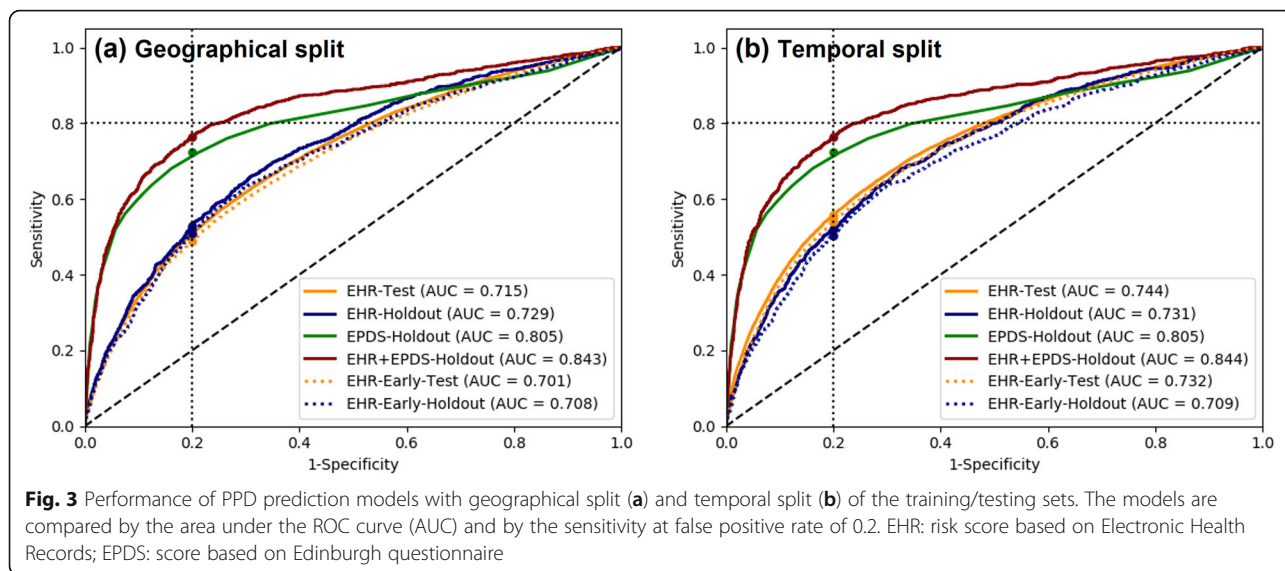 (a) Geographical split
1.0
0.8
0.6
0.4
0.2
0.0
Sensitivity
EHR-Test (AUC = 0.715)
EHR-Holdout (AUC = 0.729)
EPDS-Holdout (AUC = 0.805)
EHR+EPDS-Holdout (AUC = 0.843)
EHR-Early-Test (AUC = 0.701)
EHR-Early-Holdout (AUC = 0.708)
0.0 0.2 0.4 0.6 0.8 1.0
1-Specificity
(b) Temporal split
1.0
0.8
0.6
0.4
0.2
0.0
Sensitivity
EHR-Test (AUC = 0.744)
EHR-Holdout (AUC = 0.731)
EPDS-Holdout (AUC = 0.805)
EHR+EPDS-Holdout (AUC = 0.844)
EHR-Early-Test (AUC = 0.732)
EHR-Early-Holdout (AUC = 0.709)
0.0 0.2 0.4 0.6 0.8 1.0
1-Specificity
Fig. 3 Performance of PPD prediction models with geographical split (a) and temporal split (b) of the training/testing sets. The models are
compared by the area under the ROC curve (AUC) and by the sensitivity at false positive rate of 0.2. EHR: risk score based on Electronic Health
Records; EPDS: score based on Edinburgh questionnaire